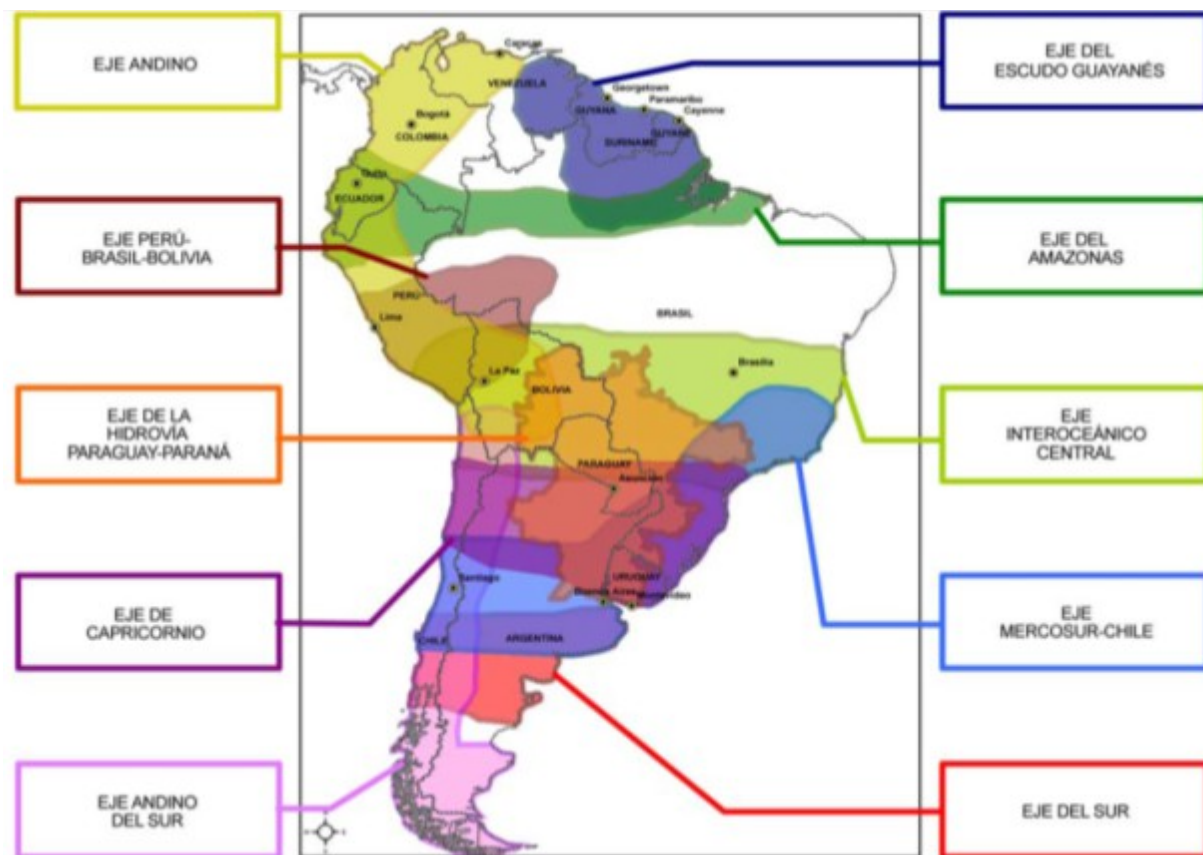 EJE ANDINO
EJE PERÚ-
BRASIL-BOLIVIA
EJE DE LA
HIDROVÍA
PARAGUAY-PARANÁ
EJE DE
CAPRICORNIO
EJE ANDINO
DEL SUR
Caracas
VENEZUELA
Georgetown
GUYANA
Paramaribo
Cayenne
SURINAME
GUYANE
Bogotá
COLOMBIA
Quito
ECUADOR
PERÚ
Lima
BRASIL
Brasilia
La Paz
BOLIVIA
PARAGUAY
Asunción
Santiago
URUGUAY
Buenos Aires
Montevideo
CHILE
ARGENTINA
EJE DEL
ESCUDO GUAYANÉS
EJE DEL
AMAZONAS
EJE
INTEROCEÁNICO
CENTRAL
EJE
MERCOSUR-CHILE
EJE DEL SUR